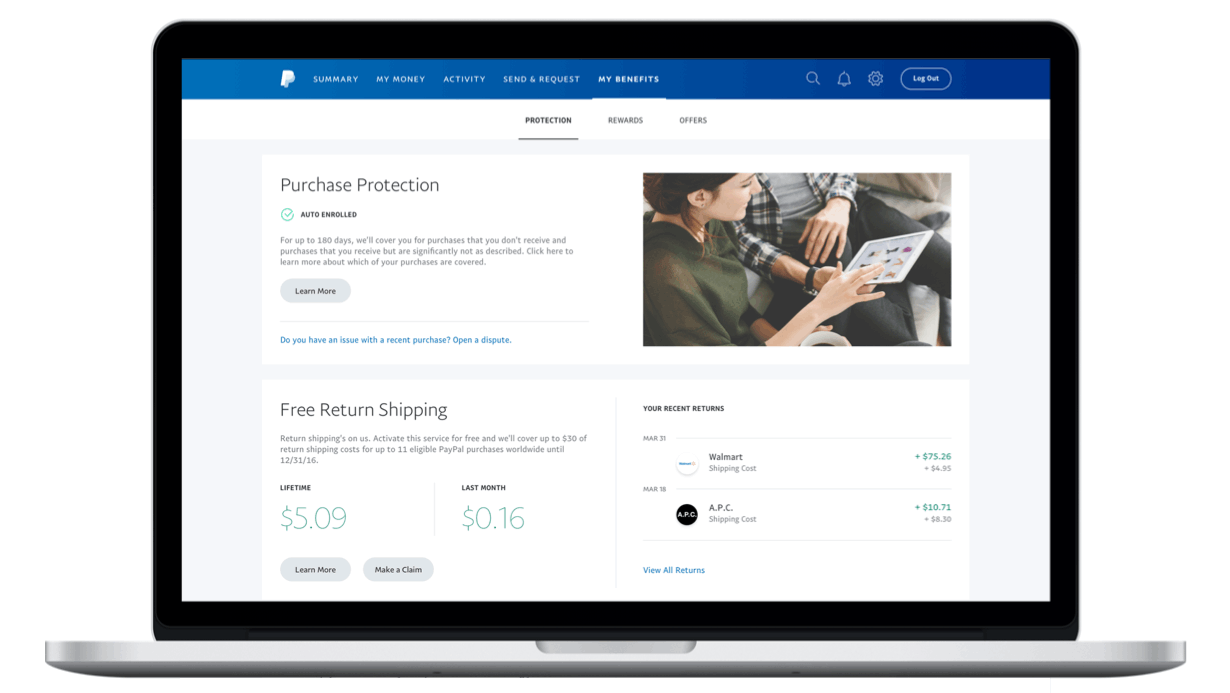 SUMMARY MY MONEY ACTIVITY SEND & REQUEST MY BENEFITS Log Out
PROTECTION REWARDS OFFERS
Purchase Protection
AUTO ENROLLED
For up to 180 days, we'll cover you for purchases that you don't receive and
purchases that you receive but are significantly not as described. Click here to
learn more about which of your purchases are covered.
Learn More
Do you have an issue with a recent purchase? Open a dispute.
Free Return Shipping
Return shipping's on us. Activate this service for free and we'll cover up to $30 of
return shipping costs for up to 11 eligible PayPal purchases worldwide until
12/31/16.
LIFETIME LAST MONTH
$5.09 $0.16
Learn More Make a Claim
YOUR RECENT RETURNS
MAR 31
Walmart Walmart + $75.26
Shipping Cost + $4.95
MAR 18
A.P.C. A.P.C. + $10.71
Shipping Cost + $8.30
View All Returns